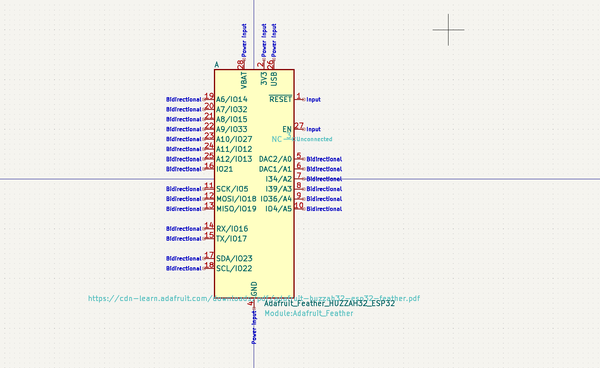 Power Input Power Input Power Input
28 2 26
A
VBAT 3V3 USB
Bidirectional 19 A6/IO14 RESET 1 Input
Bidirectional 20 A7/IO32
Bidirectional 21 A8/IO15
Bidirectional 22 A9/IO33 EN 27 Input
Bidirectional 23 A10/IO27 NC Unconnected
Bidirectional 24 A11/IO12
Bidirectional 25 A12/IO13 DAC2/A0 5 Bidirectional
Bidirectional 16 IO21 DAC1/A1 6 Bidirectional
I34/A2 7 Bidirectional
Bidirectional 11 SCK/IO5 I39/A3 8 Bidirectional
Bidirectional 12 MOSI/IO18 IO36/A4 9 Bidirectional
Bidirectional 13 MISO/IO19 IO4/A5 10 Bidirectional
Bidirectional 14 RX/IO16
Bidirectional 15 TX/IO17
Bidirectional 17 SDA/IO23
Bidirectional 18 SCL/IO22
GND
https://cdn-learn.adafruit.com/downloads/pdf/adafruit-huzzah32-esp32-feather.pdf
4 Adafruit_Feather_HUZZAH32_ESP32
Module:Adafruit_Feather
Power Input